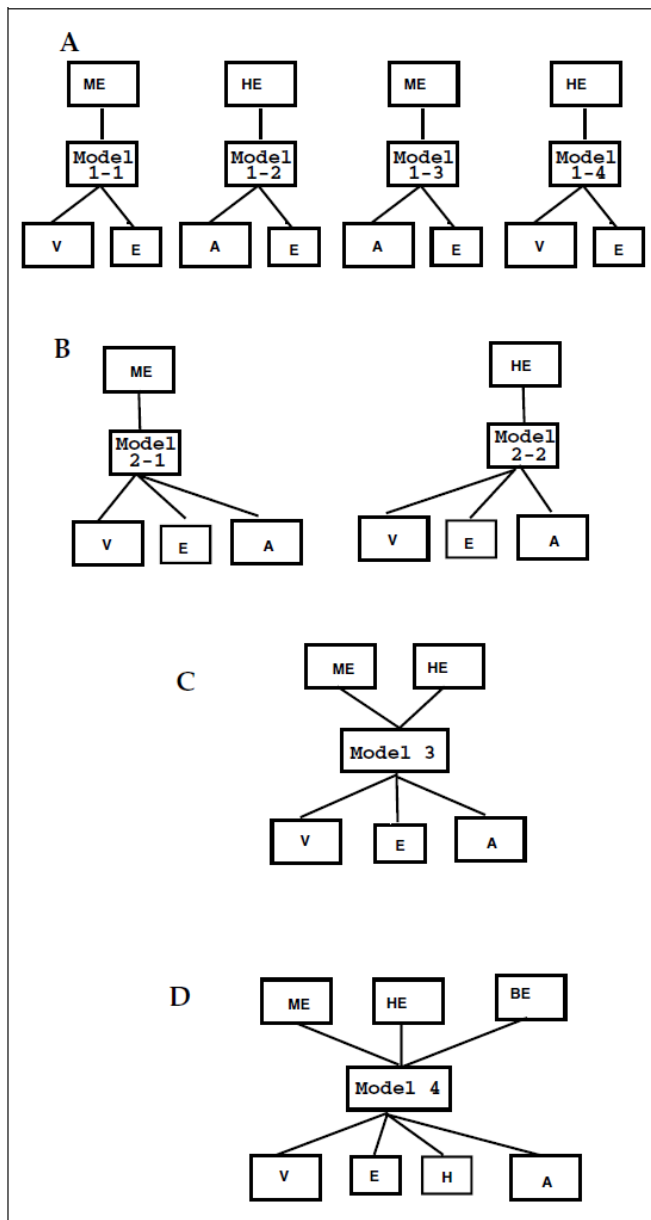 A
ME HE ME HE
Model Model Model Model
1-1 1-2 1-3 1-4
V E A E A E V E
B
ME HE
Model Model
2-1 2-2
V E A V E A
C
ME HE
Model 3
V E A
D
ME HE BE
Model 4
V E H A